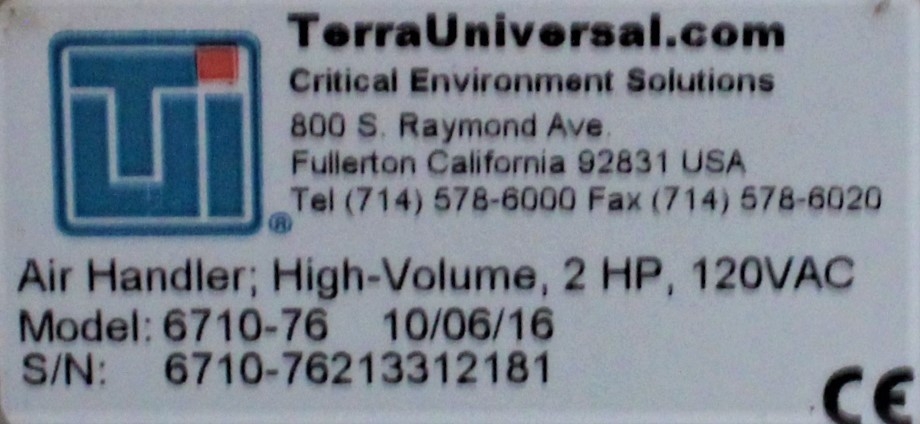 TerraUniversal.com
Critical Environment Solutions
800 S. Raymond Ave.
Fullerton California 92831 USA
Tel (714) 578-6000 Fax (714) 578-6020
TUi ®
Air Handler; High-Volume, 2 HP, 120VAC
Model: 6710-76 10/06/16
S/N: 6710-76213312181
CE